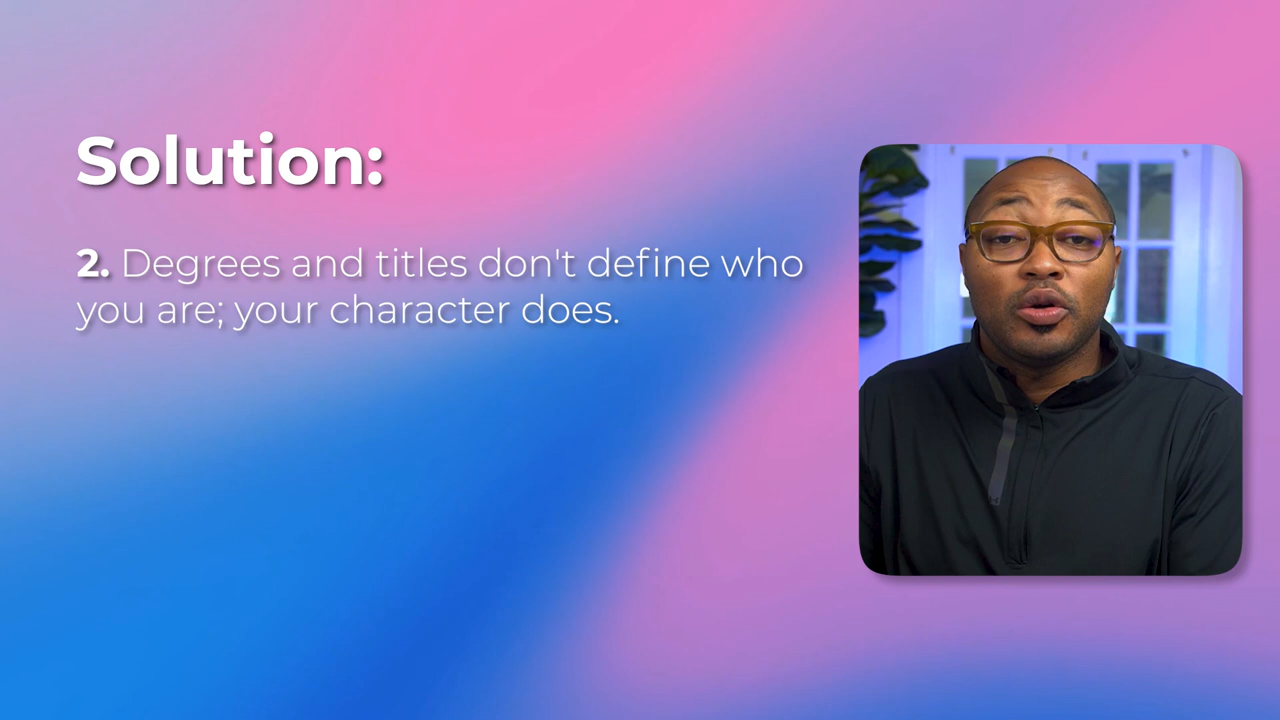 Solution:
2. Degrees and titles don't define who
you are; your character does.